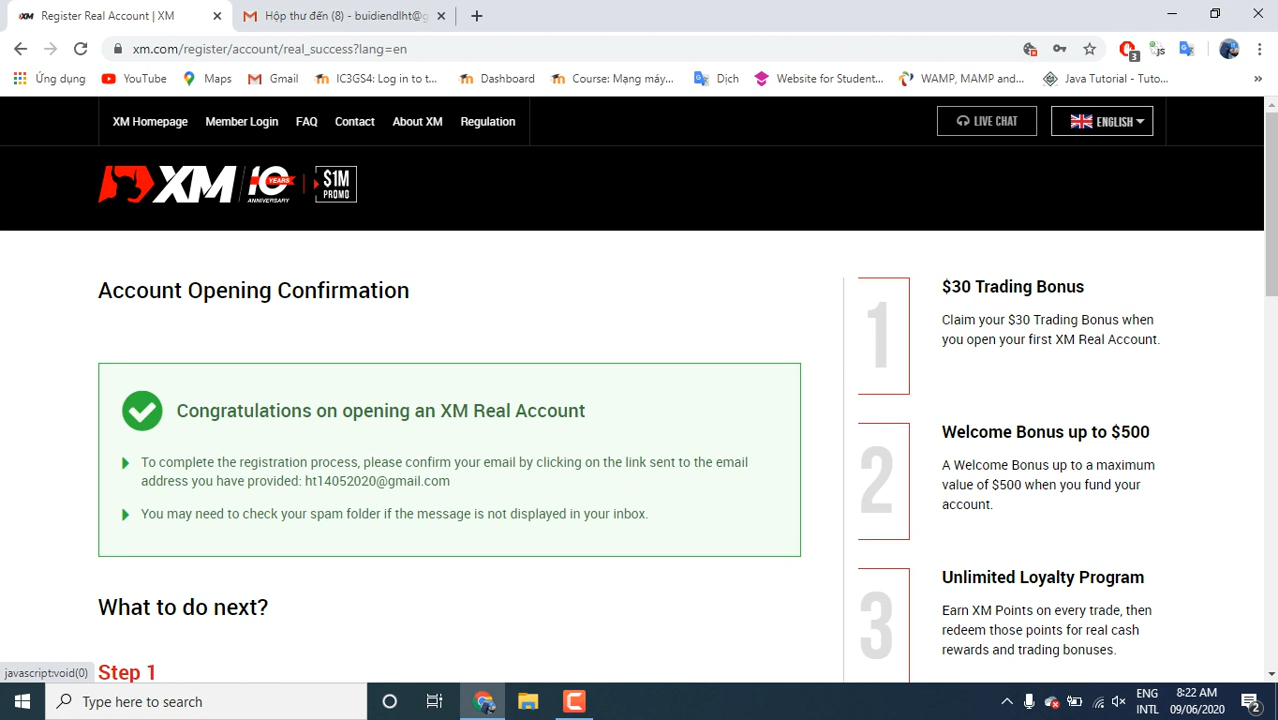 Register Real Account | XM
Hộp thư đến (8) - buidiendlht@g
xm.com/register/account/real_success?lang=en
3
Ứng dụng
YouTube
Maps
Gmail
IC3GS4: Log in to t...
Dashboard
Course: Mạng máy...
Dịch
Website for Student...
WAMP, MAMP and...
Java Tutorial - Tuto...
»
XM Homepage
Member Login
FAQ
Contact
About XM
Regulation
LIVE CHAT
ENGLISH
XM
10
YEARS
ANNIVERSARY
$1M
PROMO
Account Opening Confirmation
Congratulations on opening an XM Real Account
To complete the registration process, please confirm your email by clicking on the link sent to the email
address you have provided: ht14052020@gmail.com
You may need to check your spam folder if the message is not displayed in your inbox.
What to do next?
Step 1
1
$30 Trading Bonus
Claim your $30 Trading Bonus when
you open your first XM Real Account.
2
Welcome Bonus up to $500
A Welcome Bonus up to a maximum
value of $500 when you fund your
account.
3
Unlimited Loyalty Program
Earn XM Points on every trade, then
redeem those points for real cash
rewards and trading bonuses.
javascript:void(0)
Type here to search
ENG
INTL
8:22 AM
09/06/2020
2